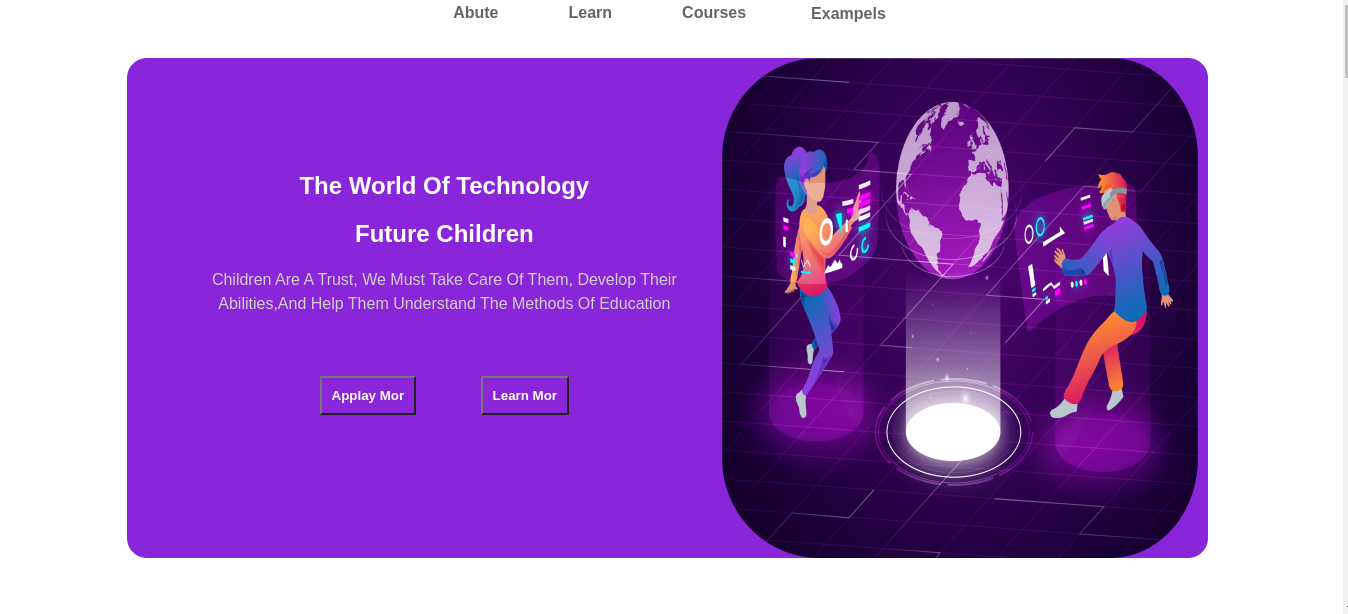 Abute Learn Courses Exampels
The World Of Technology
Future Children
Children Are A Trust, We Must Take Care Of Them, Develop Their
Abilities,And Help Them Understand The Methods Of Education
Applay Mor Learn Mor